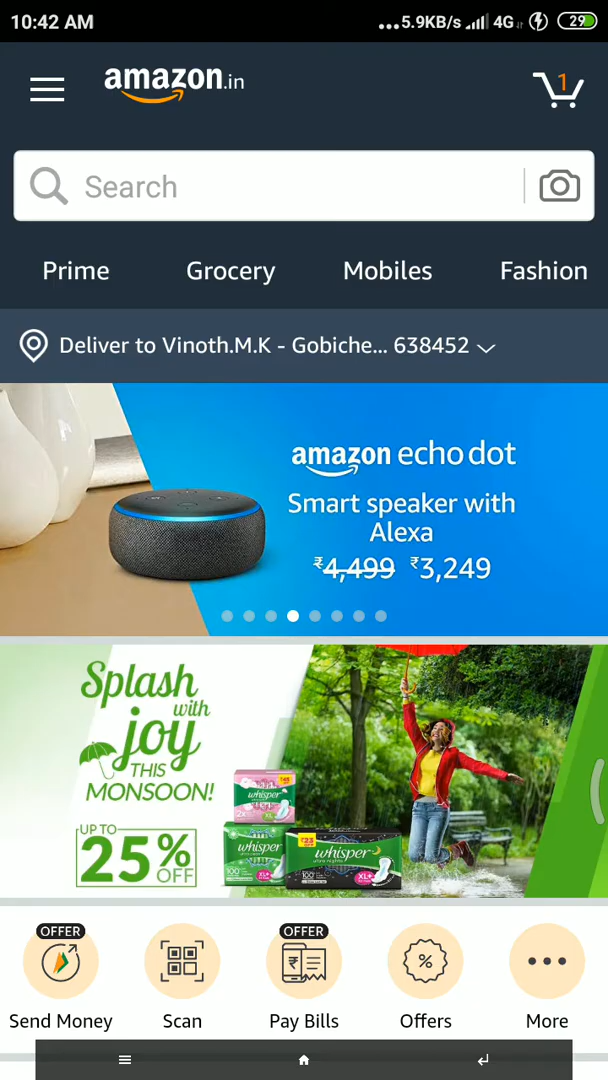 10:42 AM
...5.9KB/s 4G 29
amazon.in
1
Search
Prime Grocery Mobiles Fashion
Deliver to Vinoth.M.K - Gobiche... 638452
amazon echo dot
Smart speaker with
Alexa
₹4,499 ₹3,249
Splash
with
joy
THIS
MONSOON!
UP TO
25%
OFF
whisper
whisper
whisper
OFFER OFFER
Send Money Scan Pay Bills Offers More